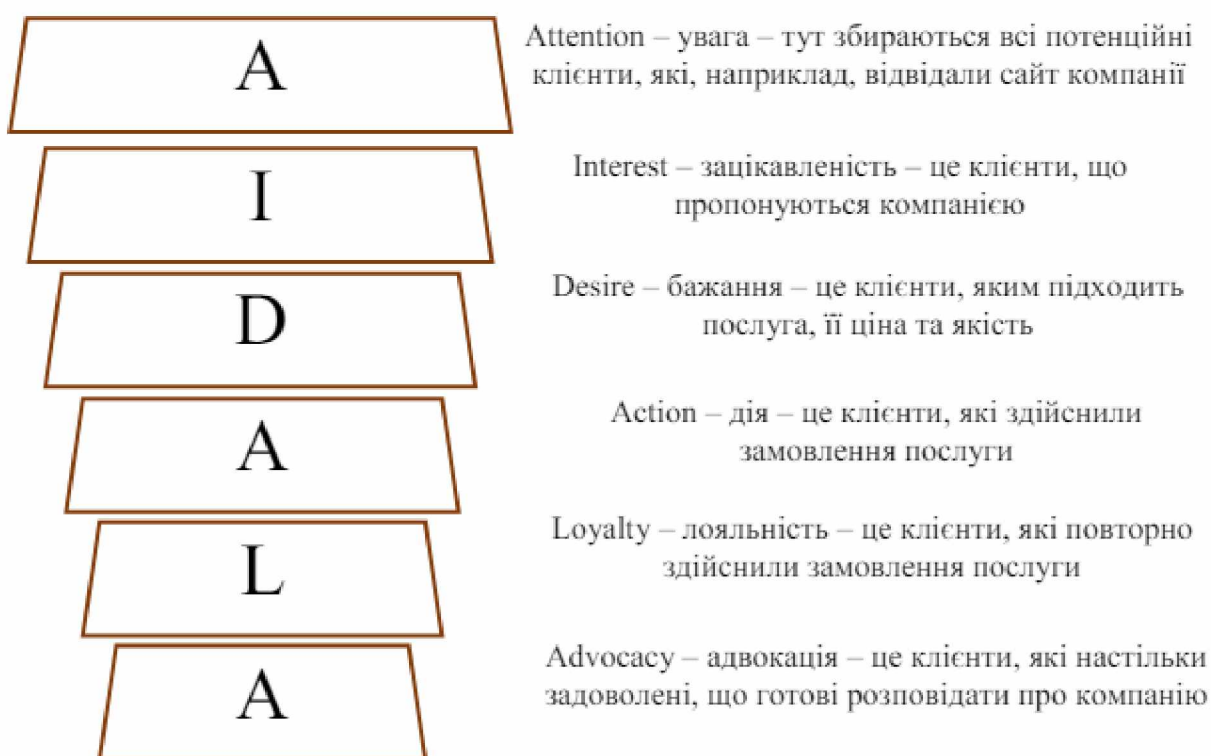 A
Attention – увага – тут збираються всі потенційні
клієнти, які, наприклад, відвідали сайт компанії
I
Interest – зацікавленість – це клієнти, що
пропонуються компанією
D
Desire – бажання – це клієнти, яким підходить
послуга, її ціна та якість
A
Action – дія – це клієнти, які здійснили
замовлення послуги
L
Loyalty – лояльність – це клієнти, які повторно
здійснили замовлення послуги
A
Advocacy – адвокація – це клієнти, які настільки
задоволені, що готові розповідати про компанію